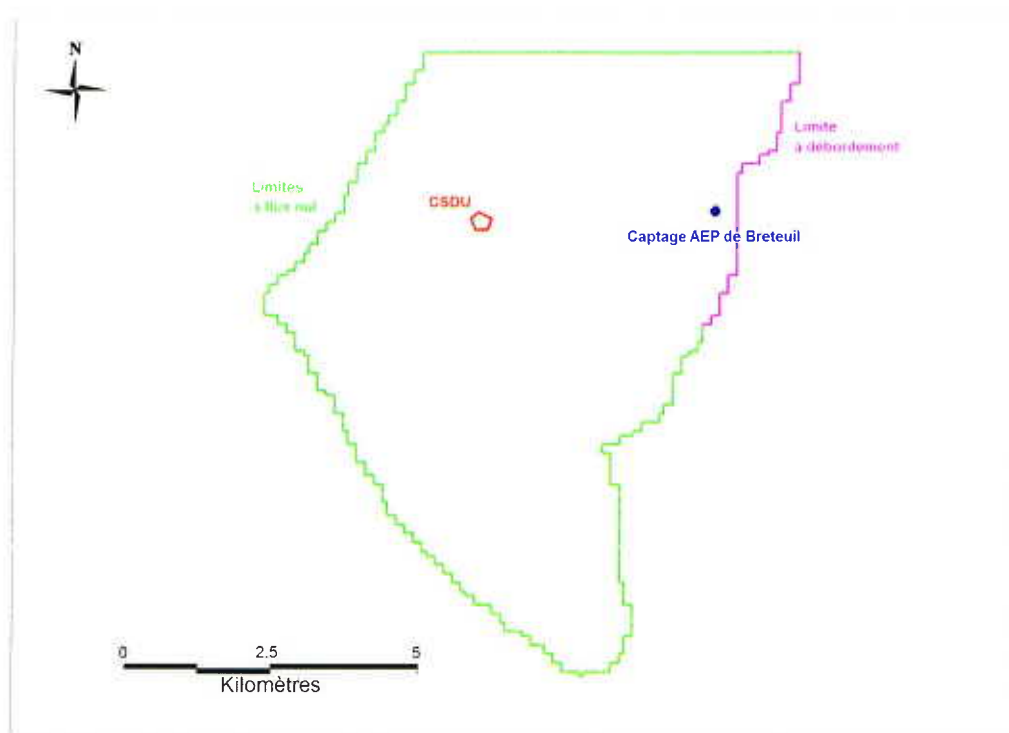 N
Limite
à débordement
Limites
à flux nul
CSDU
Captage AEP de Breteuil
0 2.5 5
Kilomètres